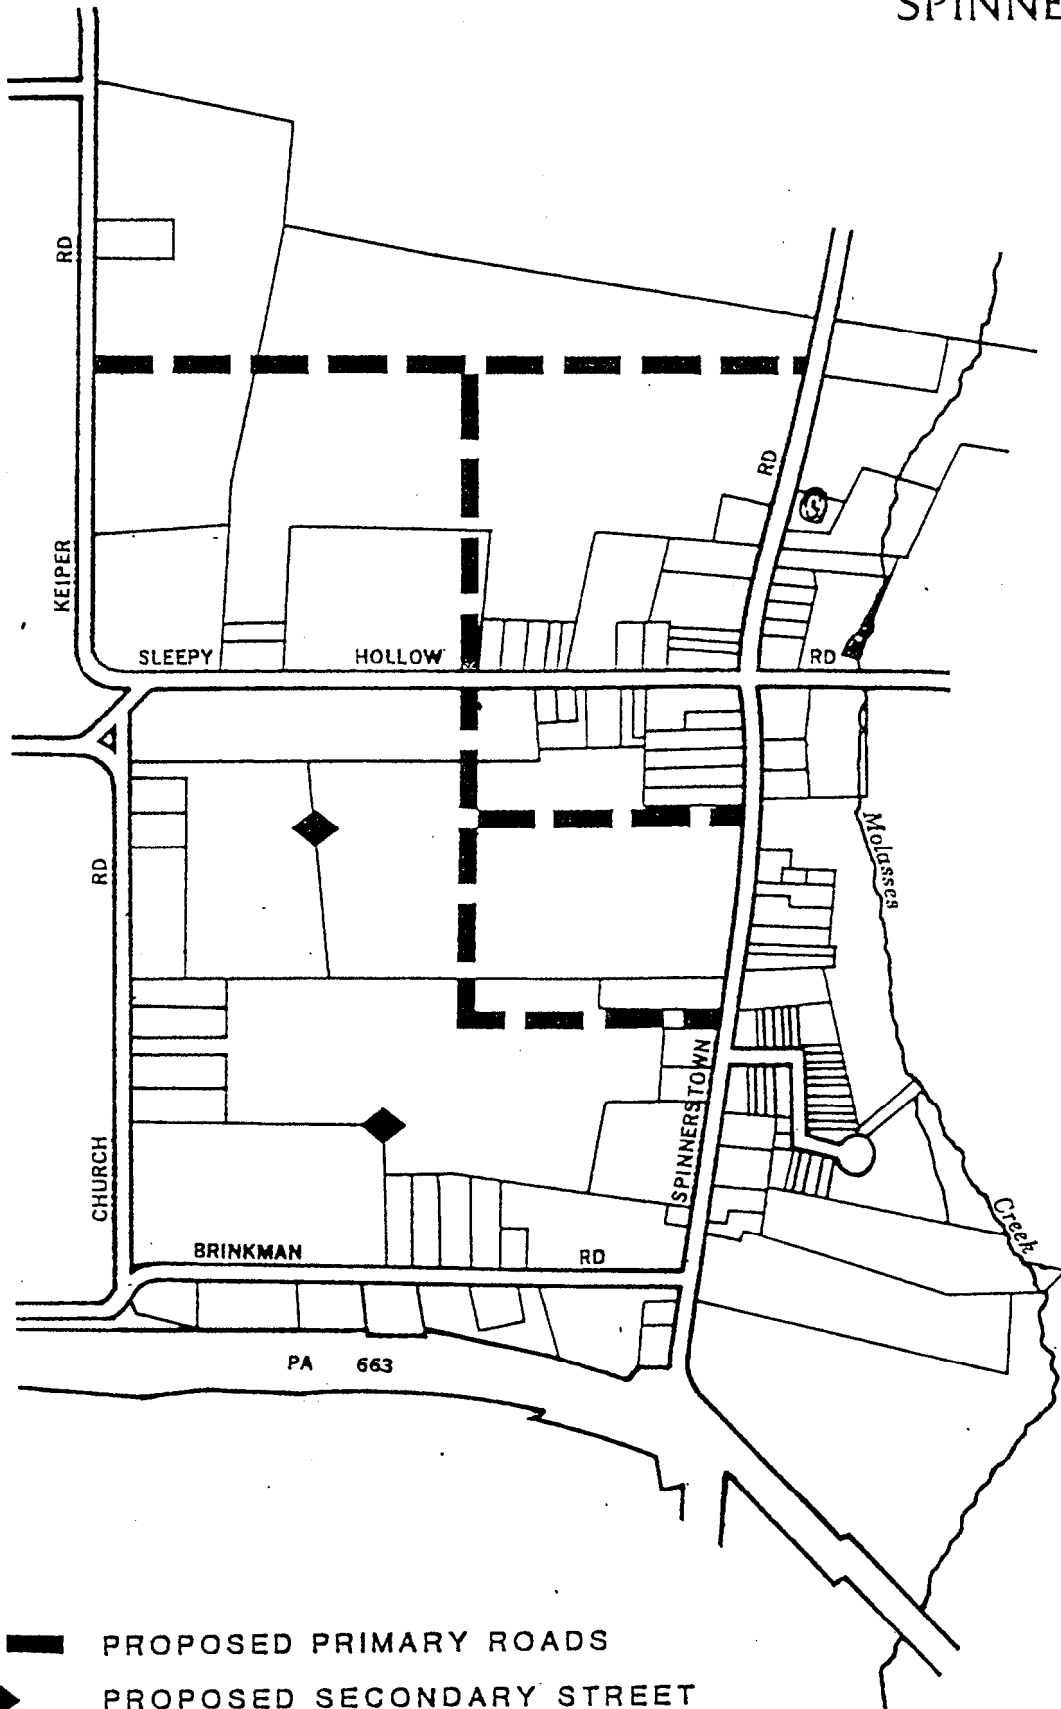 SPINNE
RD
RD
KEIPER
SLEEPY HOLLOW RD
Molasses
RD
SPINNERSTOWN
CHURCH
Creek
BRINKMAN RD
PA 663
PROPOSED PRIMARY ROADS
PROPOSED SECONDARY STREET